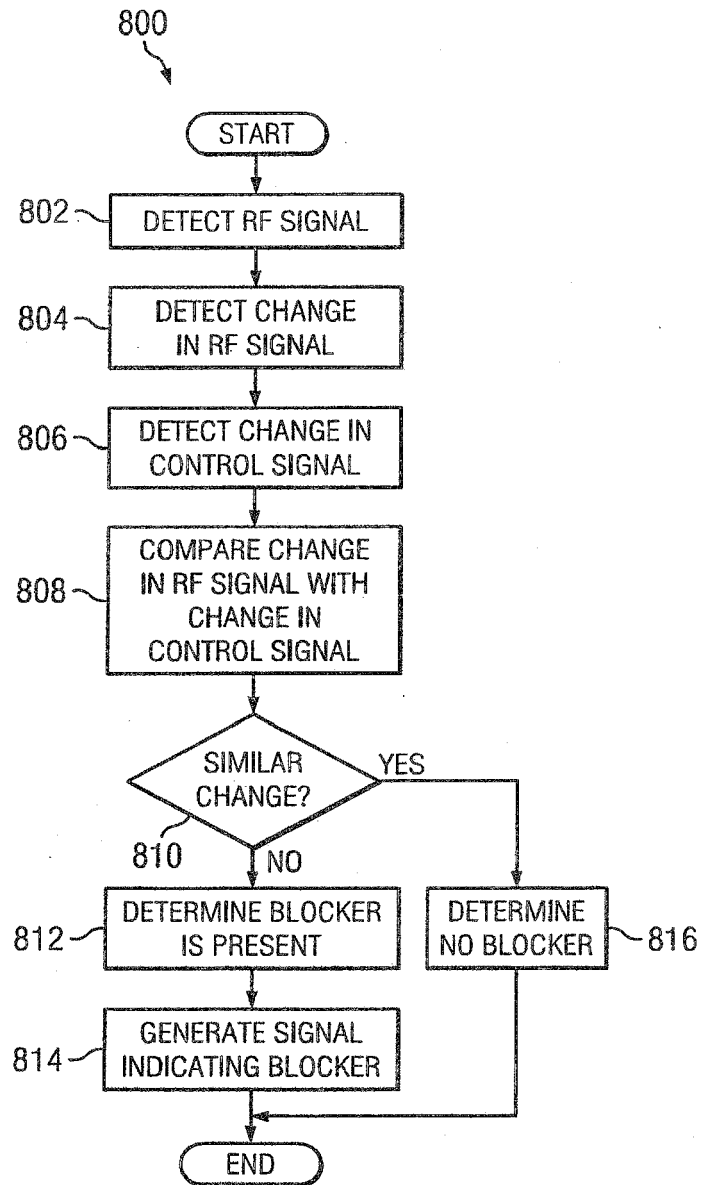 800
START
802
DETECT RF SIGNAL
804
DETECT CHANGE
IN RF SIGNAL
806
DETECT CHANGE IN
CONTROL SIGNAL
808
COMPARE CHANGE
IN RF SIGNAL WITH
CHANGE IN
CONTROL SIGNAL
SIMILAR
CHANGE?
YES
810
NO
812
DETERMINE BLOCKER
IS PRESENT
DETERMINE
NO BLOCKER
816
814
GENERATE SIGNAL
INDICATING BLOCKER
END